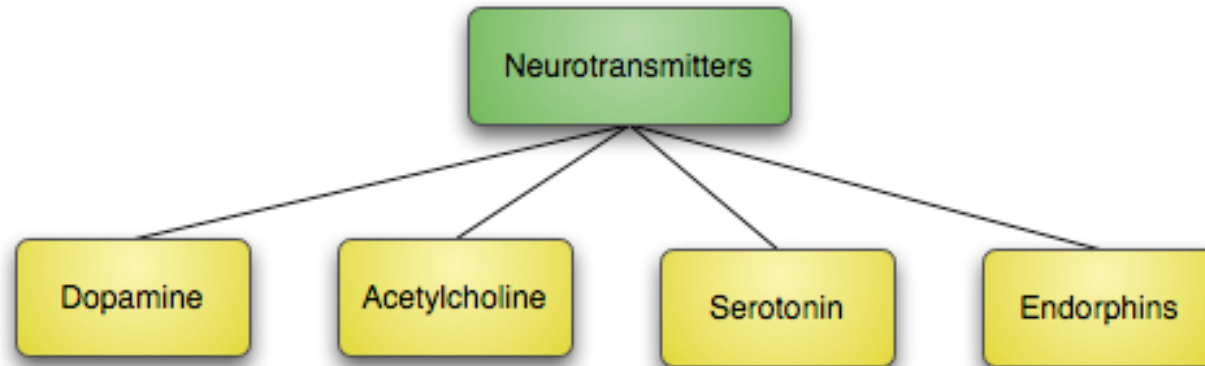 Neurotransmitters
Dopamine
Acetylcholine
Serotonin
Endorphins